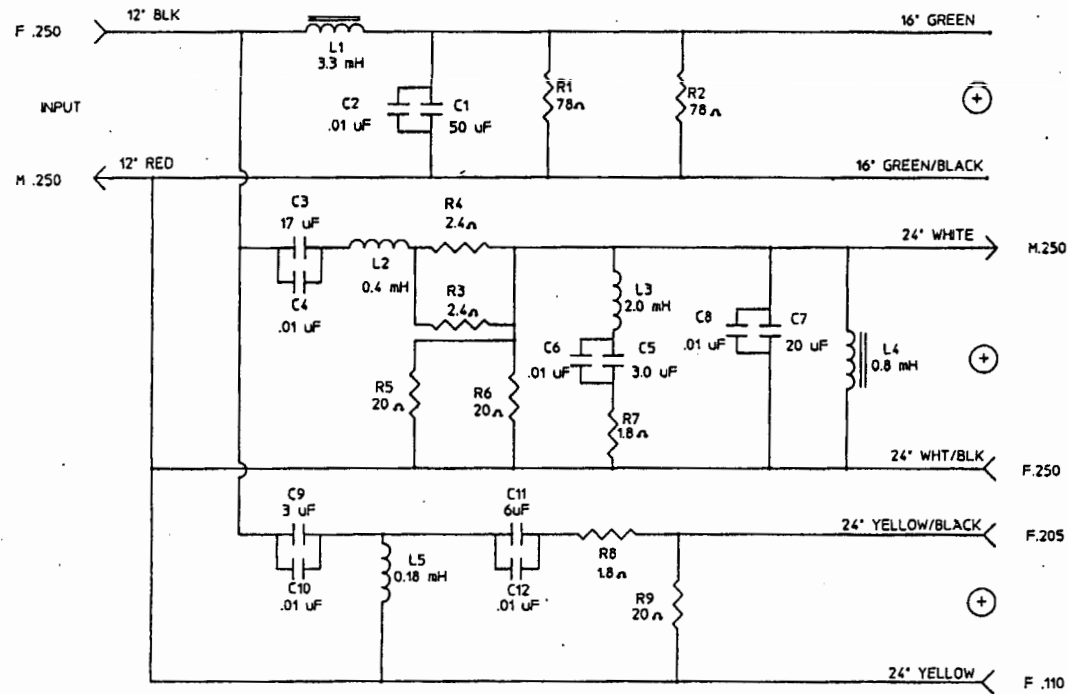 12" BLK
16" GREEN
F .250
L1
3.3 mH
R1
78Ω
R2
78Ω
C2
.01 uF
C1
50 uF
INPUT
+
12" RED
16" GREEN/BLACK
M .250
C3
17 uF
R4
2.4Ω
24" WHITE
M.250
L2
0.4 mH
C4
.01 uF
R3
2.4Ω
L3
2.0 mH
C8
.01 uF
C7
20 uF
C6
.01 uF
C5
3.0 uF
L4
0.8 mH
+
R5
20Ω
R6
20Ω
R7
1.8Ω
24" WHT/BLK
F.250
C9
3 uF
C11
6uF
24" YELLOW/BLACK
F.205
L5
0.18 mH
R8
1.8Ω
C10
.01 uF
C12
.01 uF
R9
20Ω
+
24" YELLOW
F .110